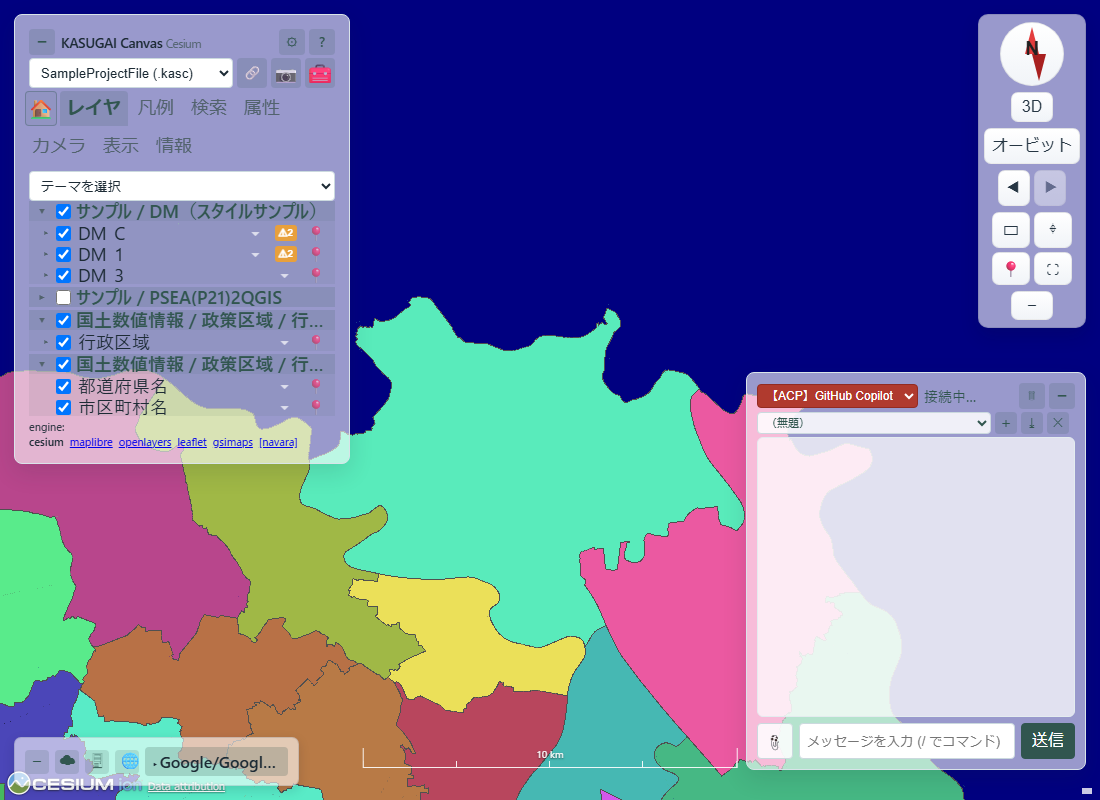 KASUGAI Canvas Cesium
?
SampleProjectFile (.kasc)
レイヤ 凡例 検索 属性
カメラ 表示 情報
テーマを選択
サンプル / DM（スタイルサンプル）
DM C 2
DM 1 2
DM 3
サンプル / PSEA(P21)2QGIS
国土数値情報 / 政策区域 / 行...
行政区域
国土数値情報 / 政策区域 / 行...
都道府県名
市区町村名
engine:
cesium maplibre openlayers leaflet gsimaps [navara]
N
3D
オービット
【ACP】GitHub Copilot 接続中...
（無題）
メッセージを入力 (/ でコマンド) 送信
10 km
Google/Googl...
CESIUM ion Data attribution